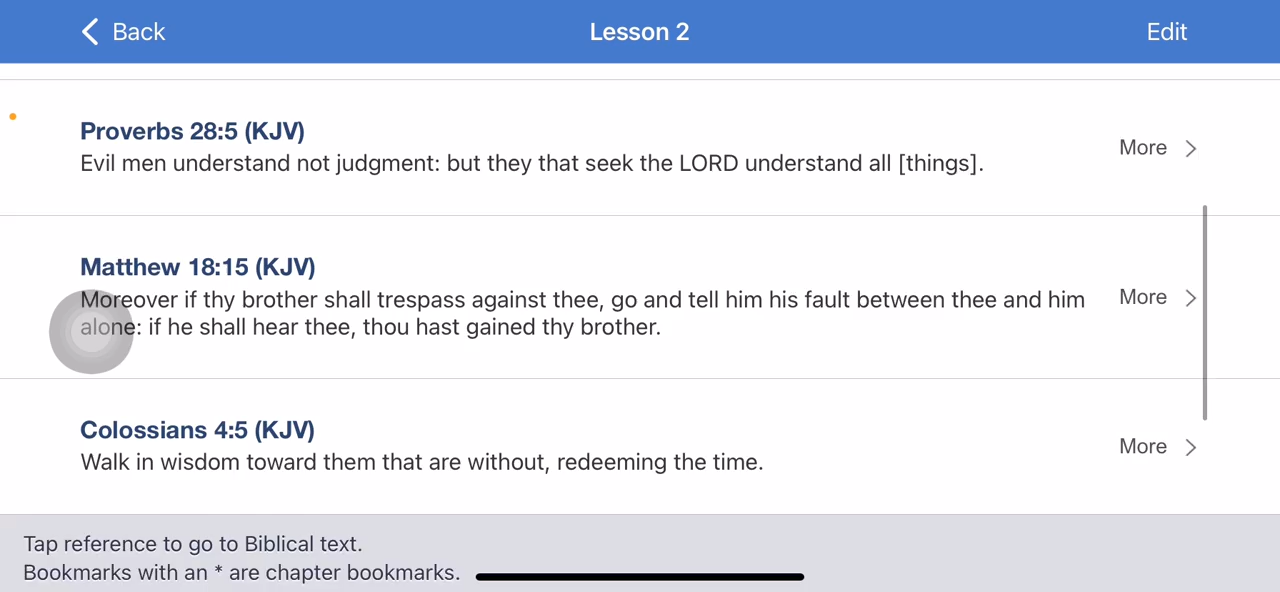 Back
Lesson 2
Edit
Proverbs 28:5 (KJV)
Evil men understand not judgment: but they that seek the LORD understand all [things].
More
Matthew 18:15 (KJV)
Moreover if thy brother shall trespass against thee, go and tell him his fault between thee and him
alone: if he shall hear thee, thou hast gained thy brother.
More
Colossians 4:5 (KJV)
Walk in wisdom toward them that are without, redeeming the time.
More
Tap reference to go to Biblical text.
Bookmarks with an * are chapter bookmarks.